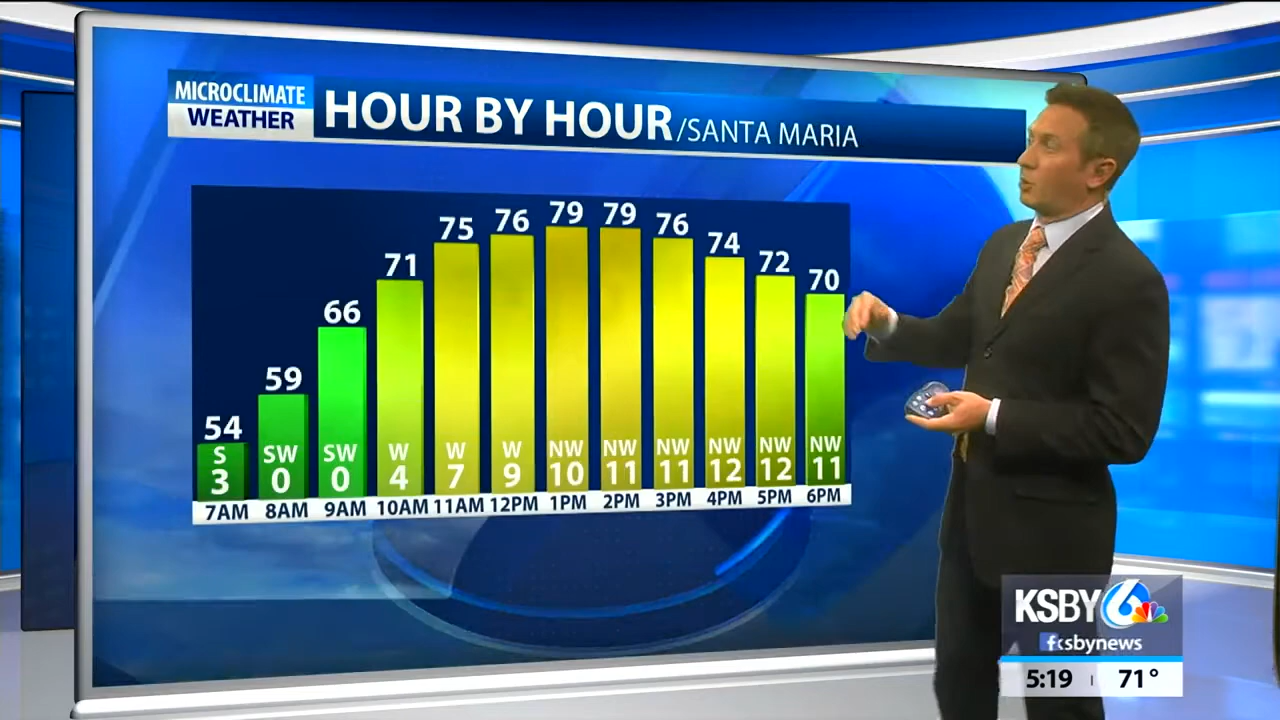 MICROCLIMATE
WEATHER
HOUR BY HOUR/SANTA MARIA
54 59 66 71 75 76 79 79 76 74 72 70
S SW SW W W W NW NW NW NW NW NW
3 0 0 4 7 9 10 11 11 12 12 11
7AM 8AM 9AM 10AM 11AM 12PM 1PM 2PM 3PM 4PM 5PM 6PM
KSBY 6
ksbynews
5:19 71°